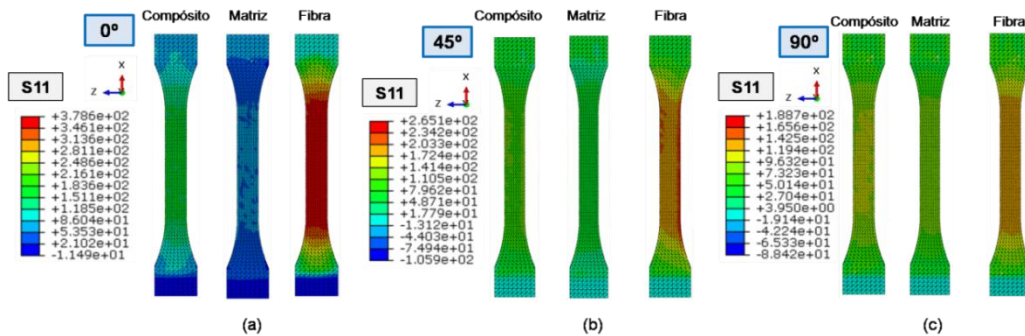 Compósito Matriz Fibra
0º
S11
X
Z
+3.786e+02
+3.461e+02
+3.136e+02
+2.811e+02
+2.486e+02
+2.161e+02
+1.836e+02
+1.511e+02
+1.185e+02
+8.604e+01
+5.353e+01
+2.102e+01
-1.149e+01
(a)
Compósito Matriz Fibra
45º
S11
X
Z
+2.651e+02
+2.342e+02
+2.033e+02
+1.724e+02
+1.414e+02
+1.105e+02
+7.962e+01
+4.871e+01
+1.779e+01
-1.312e+01
-4.403e+01
-7.494e+01
-1.059e+02
(b)
Compósito Matriz Fibra
90º
S11
X
Z
+1.887e+02
+1.656e+02
+1.425e+02
+1.194e+02
+9.632e+01
+7.323e+01
+5.014e+01
+2.704e+01
+3.950e+00
-1.914e+01
-4.224e+01
-6.533e+01
-8.842e+01
(c)